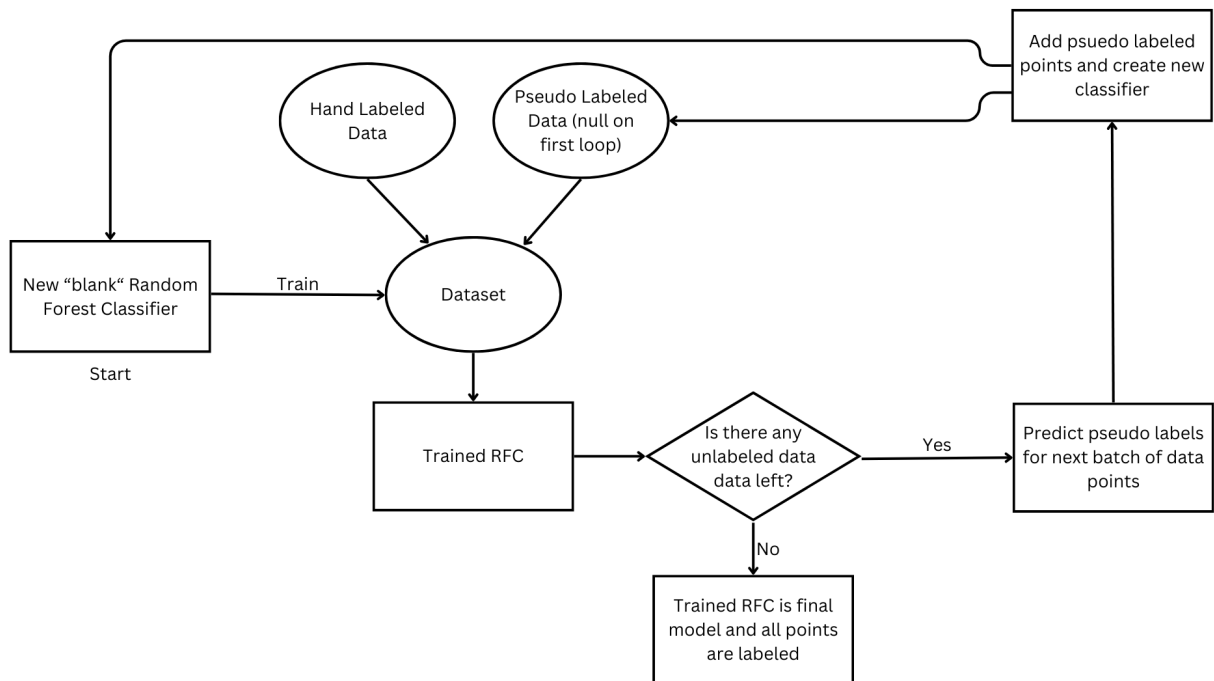 Add psuedo labeled
points and create new
classifier
Hand Labeled
Data
Pseudo Labeled
Data (null on
first loop)
New “blank“ Random
Forest Classifier
Train
Dataset
Start
Trained RFC
Is there any
unlabeled data
data left?
Yes
Predict pseudo labels
for next batch of data
points
No
Trained RFC is final
model and all points
are labeled